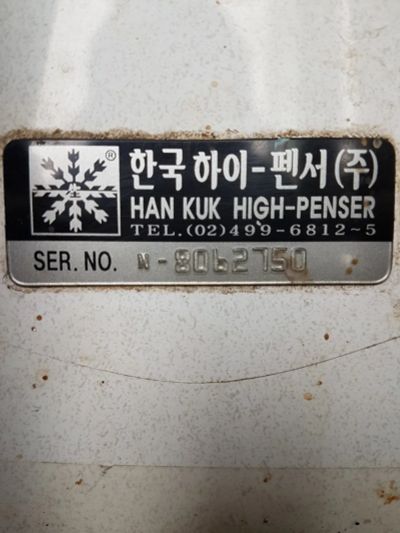 生 ®
한국 하이-펜서(주)
HAN KUK HIGH-PENSER
TEL.(02)499-6812~5
SER. NO. N-8062750